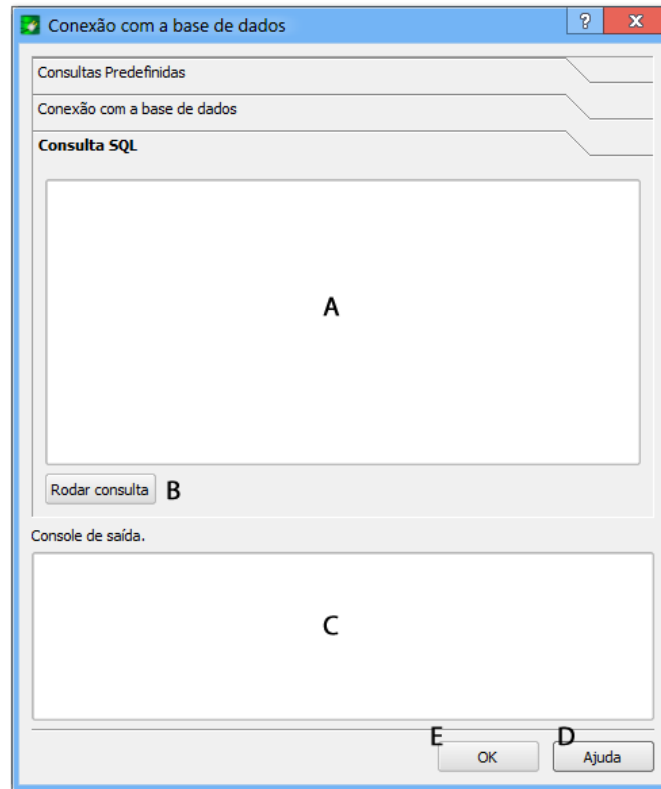 Conexão com a base de dados ? x
Consultas Predefinidas
Conexão com a base de dados
Consulta SQL
A
Rodar consulta B
Console de saída.
C
E D
OK Ajuda